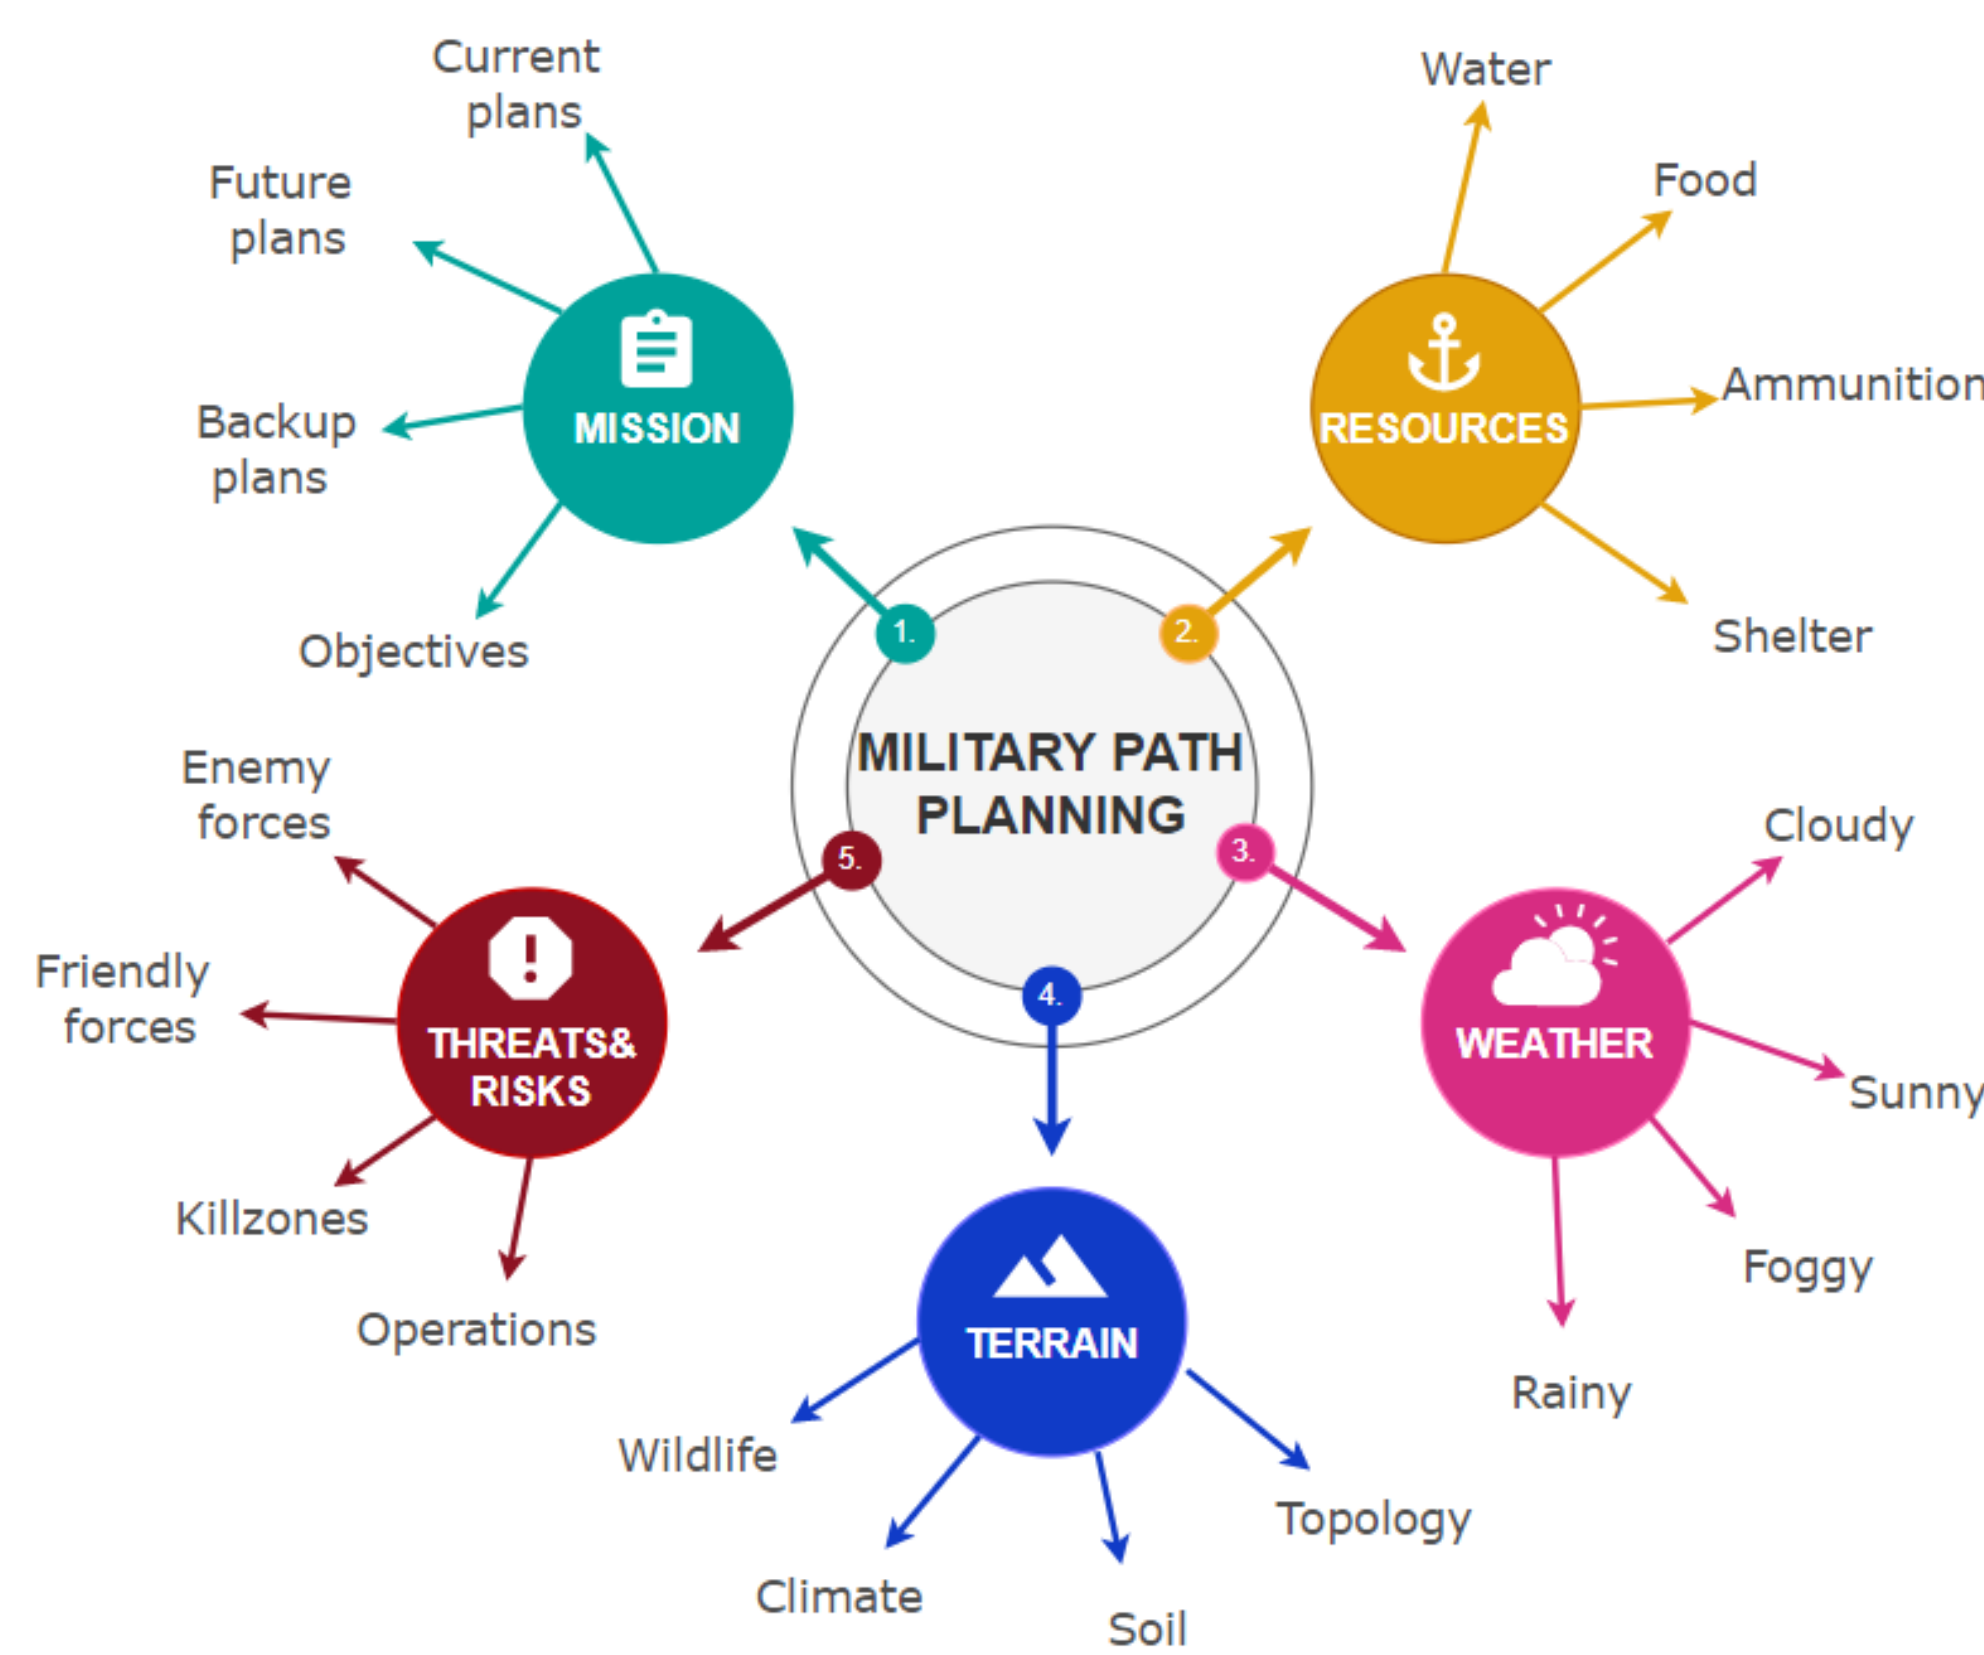 Current
plans
Future
plans
Backup
plans
Objectives
MISSION
1.
Water
Food
Ammunition
Shelter
RESOURCES
2.
MILITARY PATH
PLANNING
3.
Cloudy
Sunny
Foggy
Rainy
WEATHER
4.
TERRAIN
Wildlife
Climate
Soil
Topology
5.
Enemy
forces
Friendly
forces
Killzones
Operations
THREATS&
RISKS